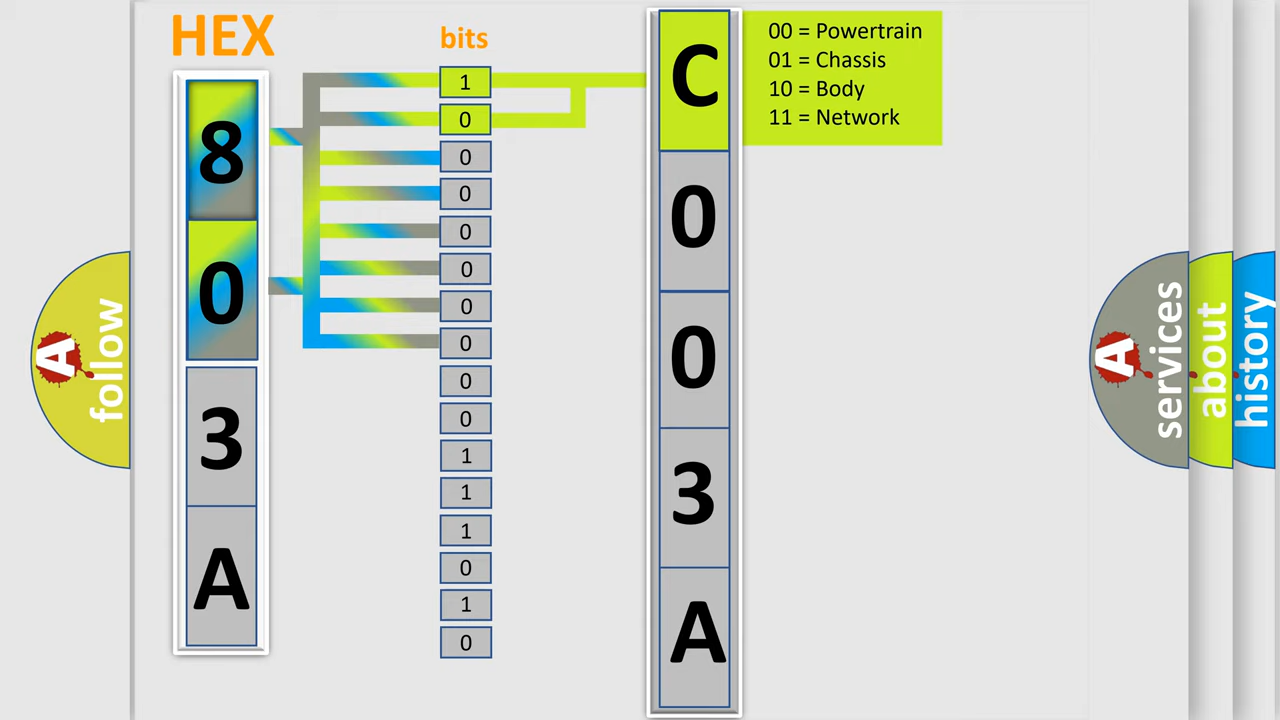 HEX
8
0
3
A
bits
1
0
0
0
0
0
0
0
0
0
1
1
1
0
1
0
C
0
0
3
A
00 = Powertrain
01 = Chassis
10 = Body
11 = Network
A
follow
A
services
about
history